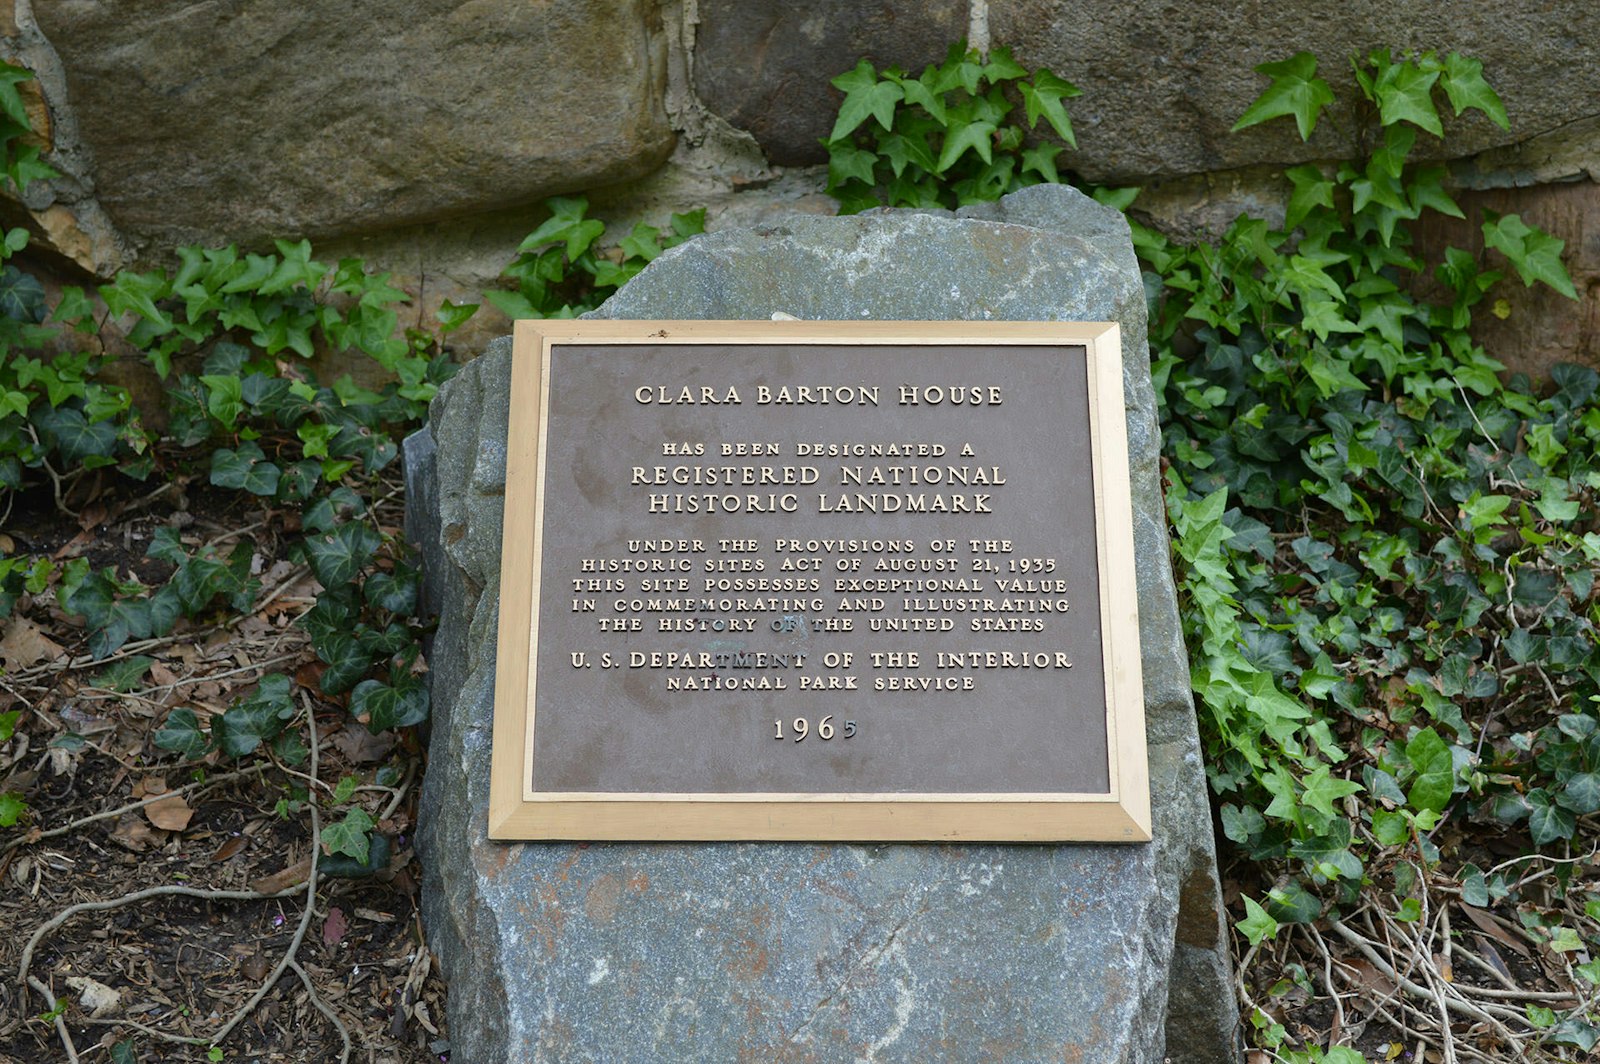 CLARA BARTON HOUSE
HAS BEEN DESIGNATED A
REGISTERED NATIONAL
HISTORIC LANDMARK
UNDER THE PROVISIONS OF THE
HISTORIC SITES ACT OF AUGUST 21, 1935
THIS SITE POSSESSES EXCEPTIONAL VALUE
IN COMMEMORATING AND ILLUSTRATING
THE HISTORY OF THE UNITED STATES
U. S. DEPARTMENT OF THE INTERIOR
NATIONAL PARK SERVICE
1965